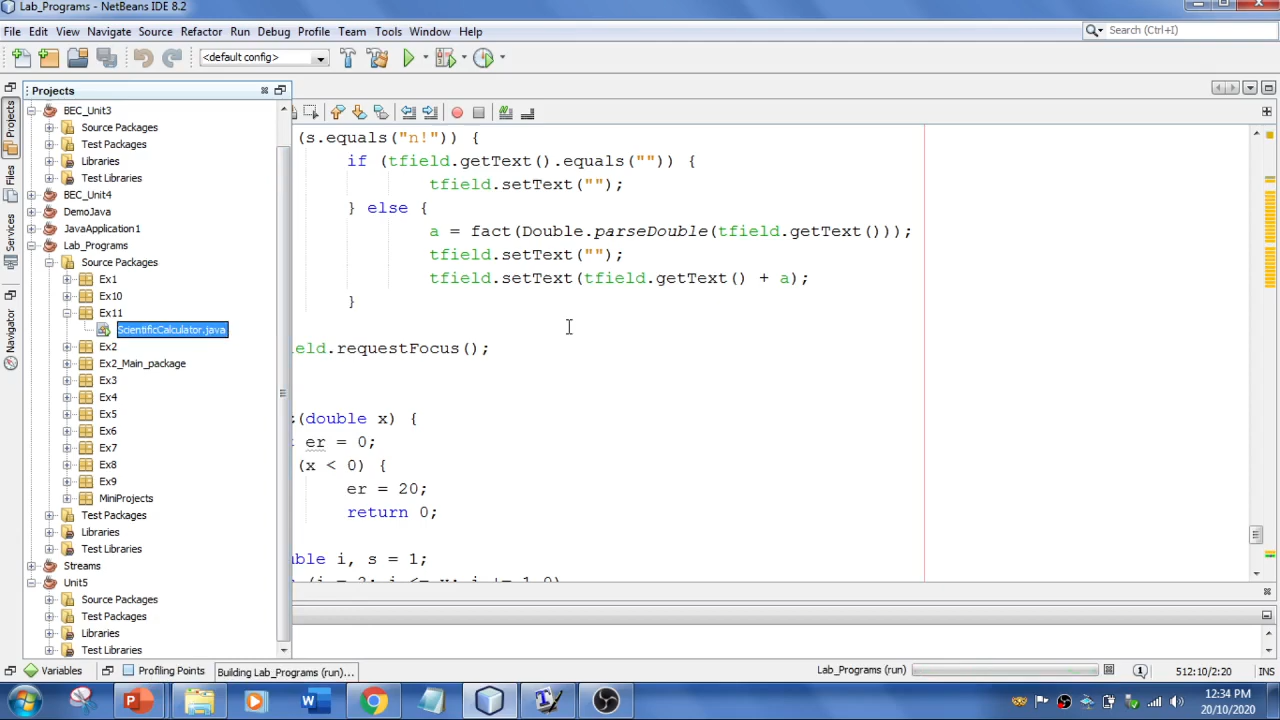 Lab_Programs - NetBeans IDE 8.2
File Edit View Navigate Source Refactor Run Debug Profile Team Tools Window Help
Search (Ctrl+I)
<default config>
Projects
BEC_Unit3
Source Packages
Test Packages
Libraries
Test Libraries
BEC_Unit4
DemoJava
JavaApplication1
Lab_Programs
Source Packages
Ex1
Ex10
Ex11
ScientificCalculator.java
Ex2
Ex2_Main_package
Ex3
Ex4
Ex5
Ex6
Ex7
Ex8
Ex9
MiniProjects
Test Packages
Libraries
Test Libraries
Streams
Unit5
Source Packages
Test Packages
Libraries
Test Libraries
Projects
Files
Services
Navigator
(s.equals("n!")) {
if (tfield.getText().equals("")) {
tfield.setText("");
} else {
a = fact(Double.parseDouble(tfield.getText()));
tfield.setText("");
tfield.setText(tfield.getText() + a);
}
eld.requestFocus();
(double x) {
er = 0;
(x < 0) {
er = 20;
return 0;
ble i, s = 1;
Variables
Profiling Points
Building Lab_Programs (run)...
Lab_Programs (run)
1
512:10/2:20
INS
12:34 PM
20/10/2020